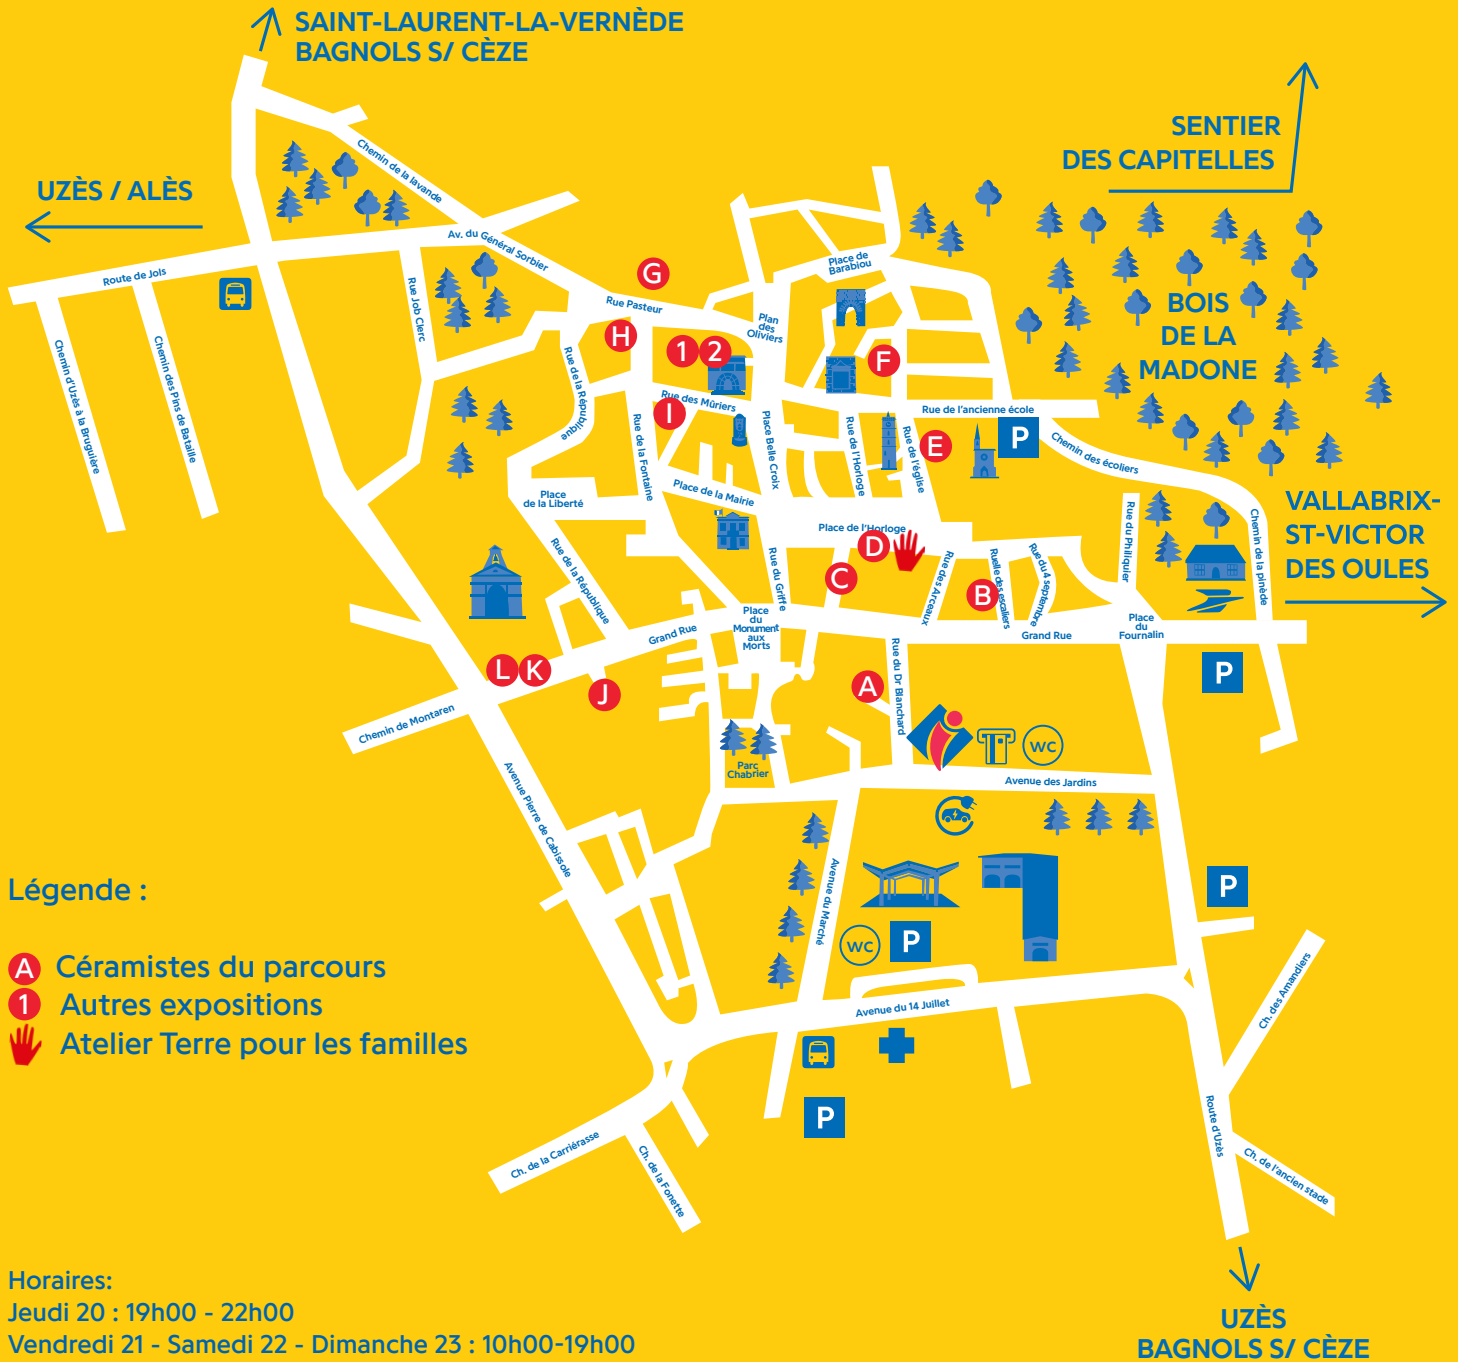 SAINT-LAURENT-LA-VERNÈDE
BAGNOLS S/ CÈZE
SENTIER
DES CAPITELLES
UZÈS / ALÈS
Chemin de la lavande
Av. du Général Sorbier
Route de Jols
Rue Job Clerc
Chemin d'Uzès à la Bruguière
Chemin des Pins de Bataille
G
Rue Pasteur
H
1
2
Place de
Barabiou
Plan
des
Oliviers
F
BOIS
DE LA
MADONE
Rue de la République
Rue des Mûriers
I
Rue de la Fontaine
Place Belle Croix
Rue de l'Horloge
Rue de l'église
Rue de l'ancienne école
E
P
Chemin des écoliers
Place
de la Liberté
Place de la Mairie
Place de l'Horloge
D
C
B
Rue du Griffe
Rue des Arceaux
Ruelle des escaliers
Rue du 4 septembre
Rue du Philiquier
Chemin de la pinède
VALLABRIX-
ST-VICTOR
DES OULES
Rue de la République
Grand Rue
Place
du
Monument
aux
Morts
Grand Rue
Place
du
Fournalin
P
L
K
J
A
Rue du Dr Blanchard
Chemin de Montaren
Parc
Chabrier
WC
Avenue des Jardins
Avenue Pierre de Cabissole
Avenue du Marché
WC
P
P
Légende :
A Céramistes du parcours
1 Autres expositions
Atelier Terre pour les familles
Avenue du 14 Juillet
P
Ch. des Amandiers
Route d'Uzès
Ch. de l'ancien stade
Ch. de la Carriérasse
Ch. de la Fonette
Horaires:
Jeudi 20 : 19h00 - 22h00
Vendredi 21 - Samedi 22 - Dimanche 23 : 10h00-19h00
UZÈS
BAGNOLS S/ CÈZE